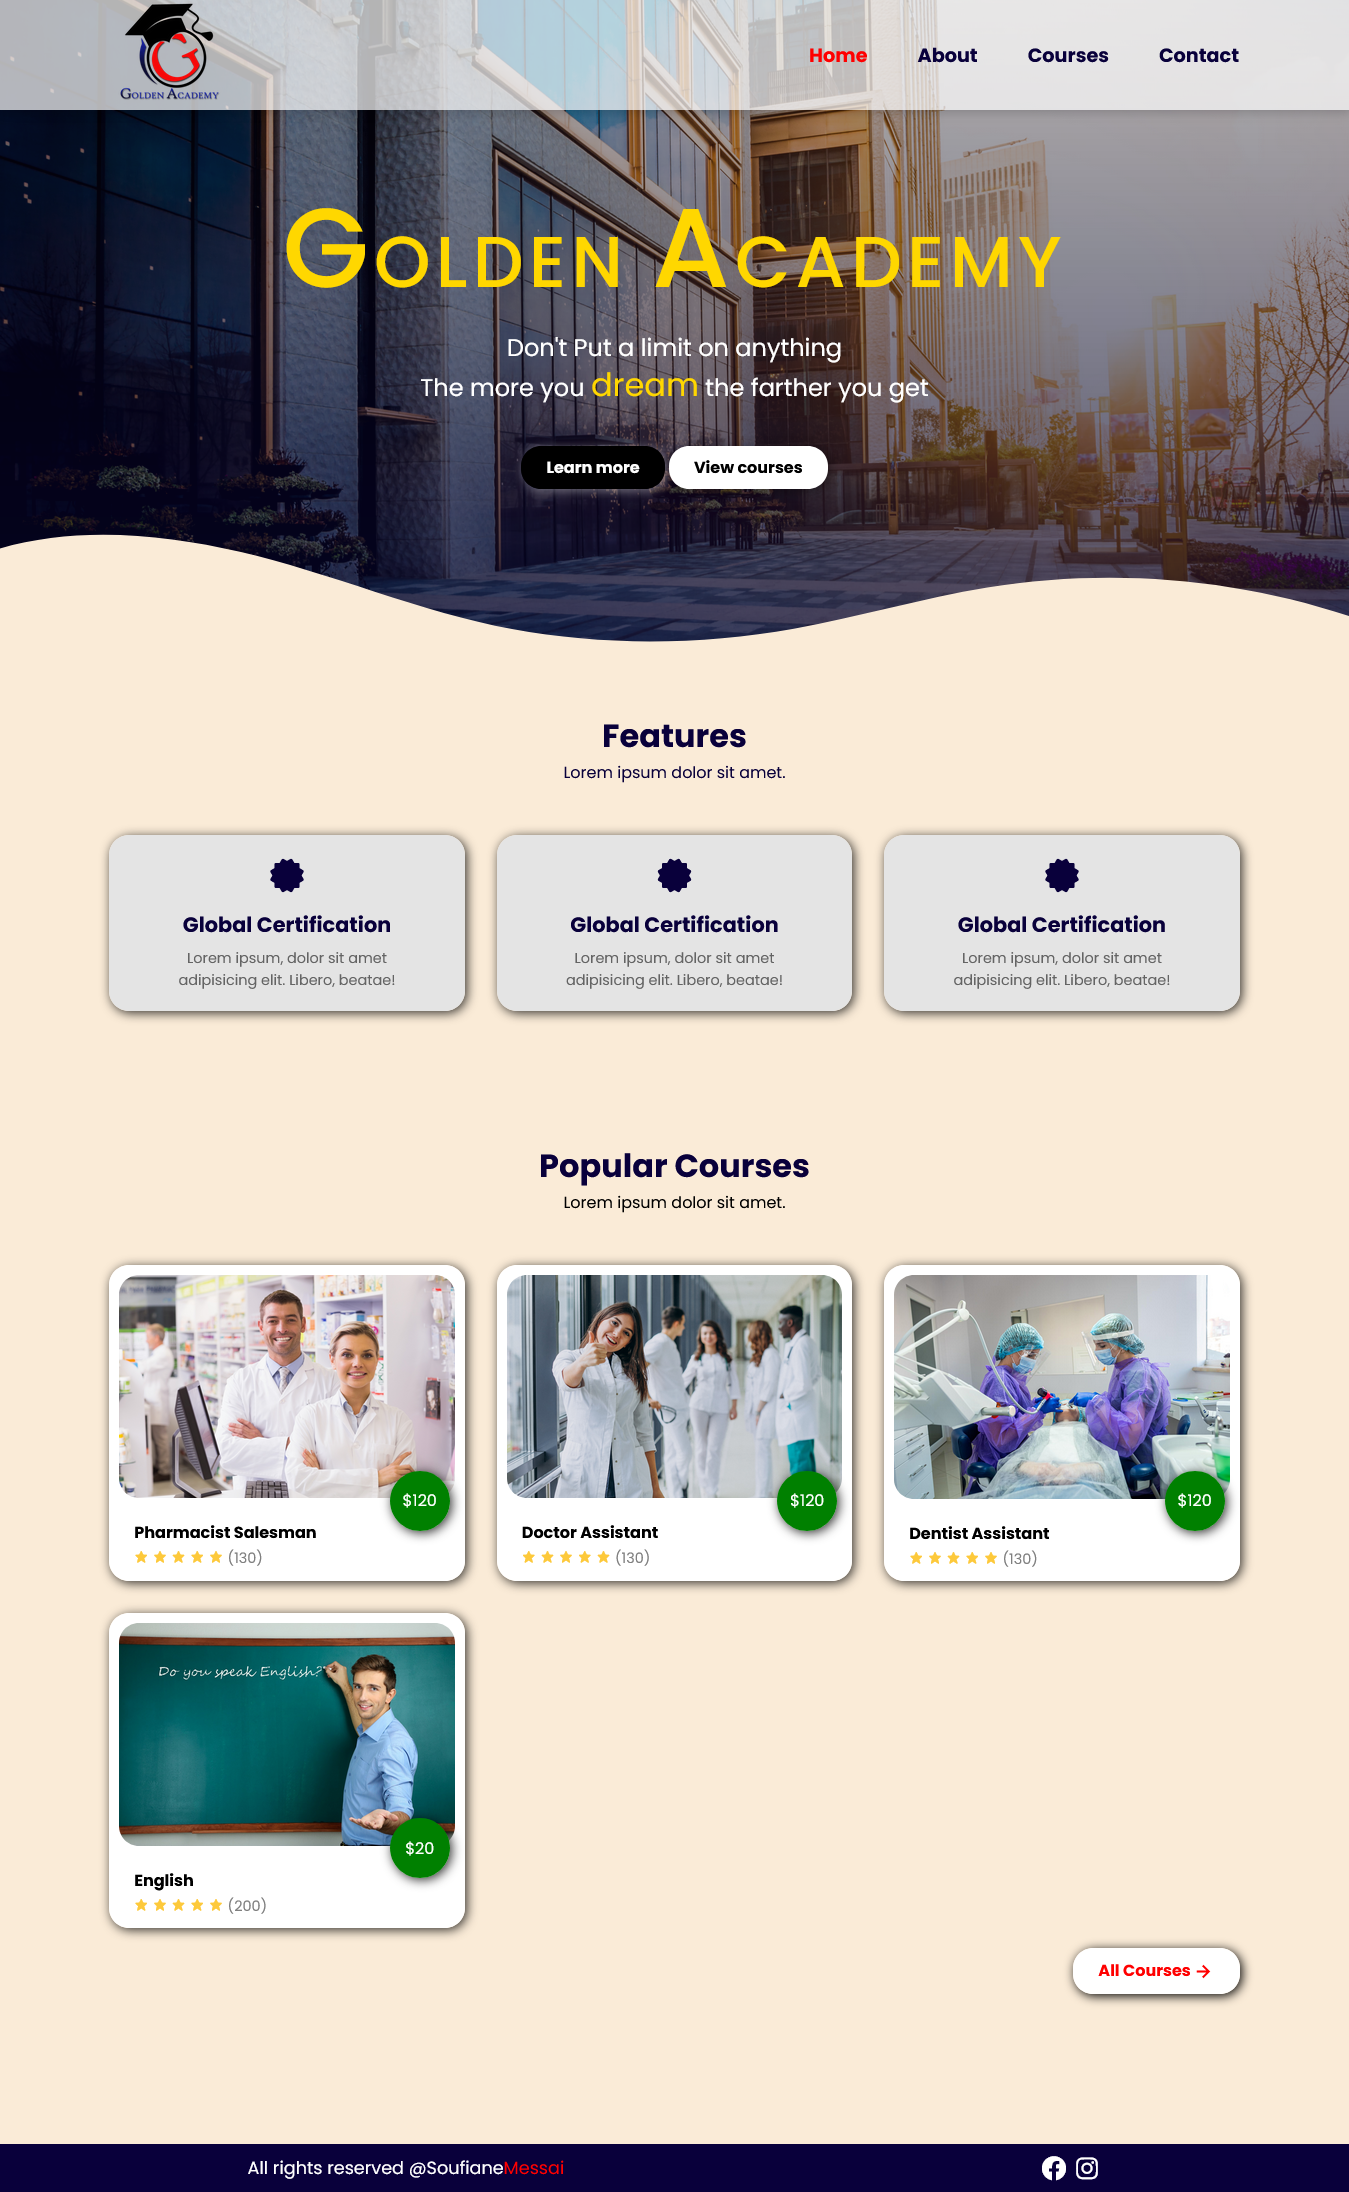 GOLDEN ACADEMY
Home About Courses Contact
GOLDEN ACADEMY
Don't Put a limit on anything
The more you dream the farther you get
Learn more View courses
Features
Lorem ipsum dolor sit amet.
Global Certification
Lorem ipsum, dolor sit amet
adipisicing elit. Libero, beatae!
Global Certification
Lorem ipsum, dolor sit amet
adipisicing elit. Libero, beatae!
Global Certification
Lorem ipsum, dolor sit amet
adipisicing elit. Libero, beatae!
Popular Courses
Lorem ipsum dolor sit amet.
$120
Pharmacist Salesman
(130)
$120
Doctor Assistant
(130)
$120
Dentist Assistant
(130)
Do you speak English?
$20
English
(200)
All Courses →
All rights reserved @SoufianeMessai